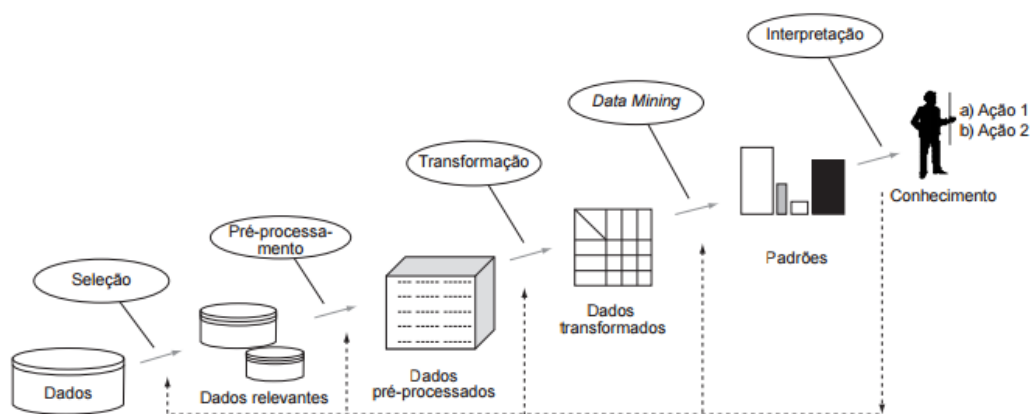 Seleção
Dados
Pré-processa-
mento
Dados relevantes
Transformação
Dados
pré-processados
Data Mining
Dados
transformados
Interpretação
Padrões
a) Ação 1
b) Ação 2
Conhecimento